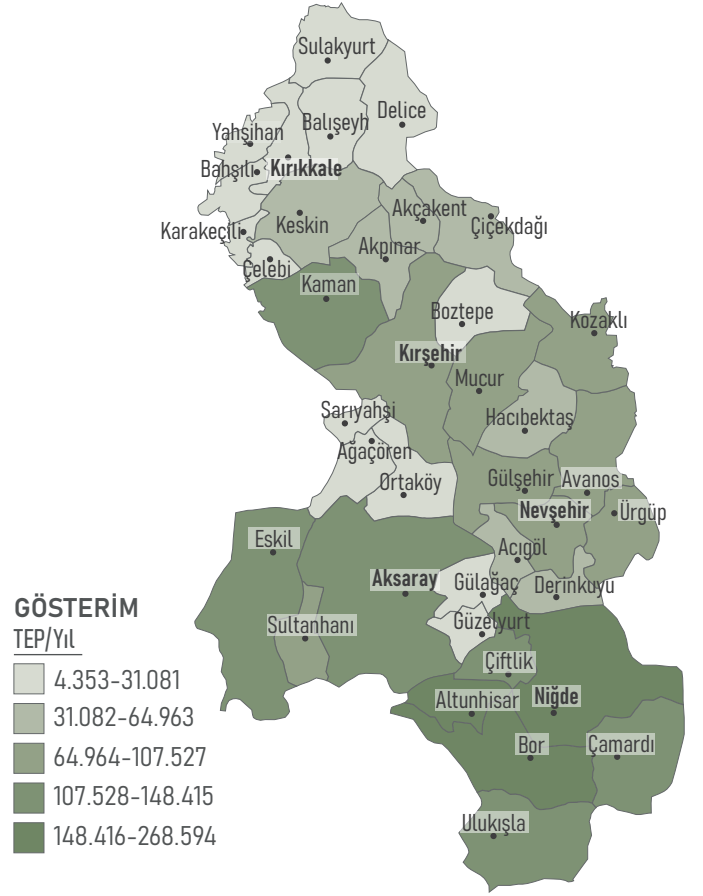 Sulakyurt
Delice
Balışeyh
Yahşihan
Bahşılı
Kırıkkale
Akçakent
Çiçekdağı
Keskin
Karakeçili
Akpınar
Çelebi
Kaman
Boztepe
Kozaklı
Kırşehir
Mucur
Sarıyahşi
Hacıbektaş
Ağaçören
Ortaköy
Gülşehir
Avanos
Nevşehir
Ürgüp
Eskil
Acıgöl
Aksaray
Gülağaç
Derinkuyu
Sultanhanı
Güzelyurt
Çiftlik
Altunhisar
Niğde
Bor
Çamardı
Ulukışla
GÖSTERİM
TEP/Yıl
4.353-31.081
31.082-64.963
64.964-107.527
107.528-148.415
148.416-268.594